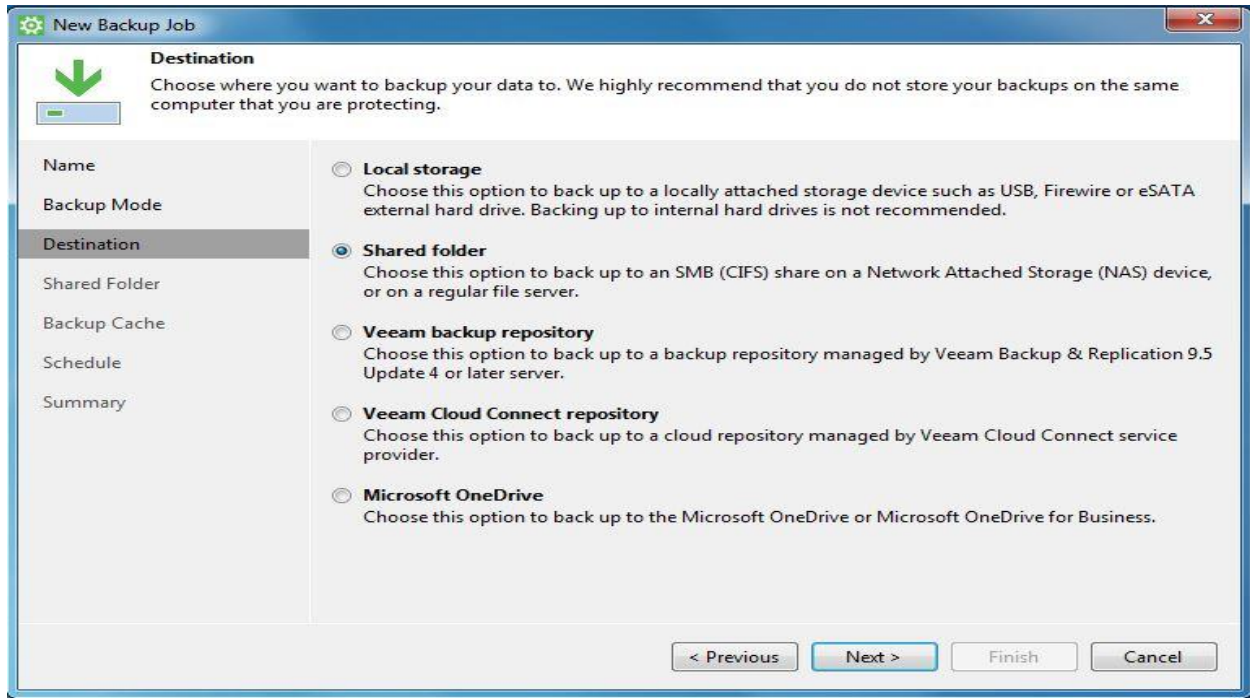 New Backup Job
Destination
Choose where you want to backup your data to. We highly recommend that you do not store your backups on the same
computer that you are protecting.
Name
Backup Mode
Destination
Shared Folder
Backup Cache
Schedule
Summary
Local storage
Choose this option to back up to a locally attached storage device such as USB, Firewire or eSATA
external hard drive. Backing up to internal hard drives is not recommended.
Shared folder
Choose this option to back up to an SMB (CIFS) share on a Network Attached Storage (NAS) device,
or on a regular file server.
Veeam backup repository
Choose this option to back up to a backup repository managed by Veeam Backup & Replication 9.5
Update 4 or later server.
Veeam Cloud Connect repository
Choose this option to back up to a cloud repository managed by Veeam Cloud Connect service
provider.
Microsoft OneDrive
Choose this option to back up to the Microsoft OneDrive or Microsoft OneDrive for Business.
< Previous Next > Finish Cancel